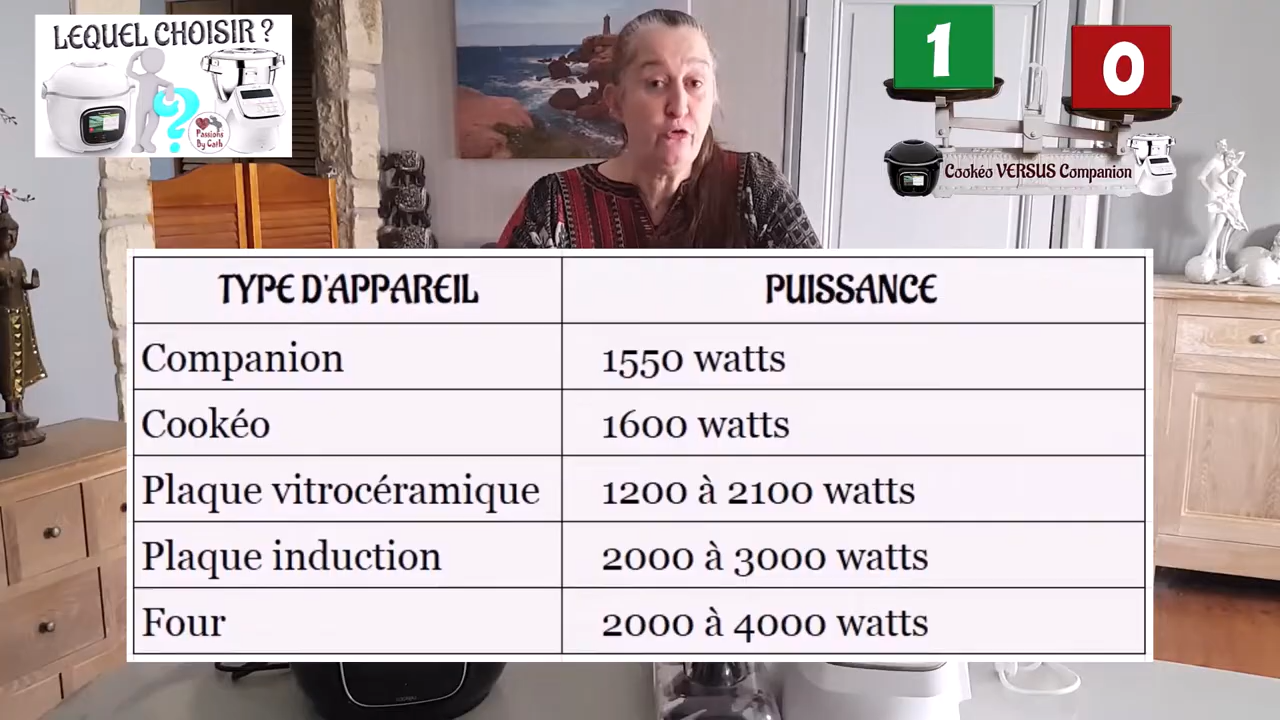 LEQUEL CHOISIR ?
Passions
By Cath
1
0
Cookéo VERSUS Companion
TYPE D'APPAREIL PUISSANCE
Companion 1550 watts
Cookéo 1600 watts
Plaque vitrocéramique 1200 à 2100 watts
Plaque induction 2000 à 3000 watts
Four 2000 à 4000 watts